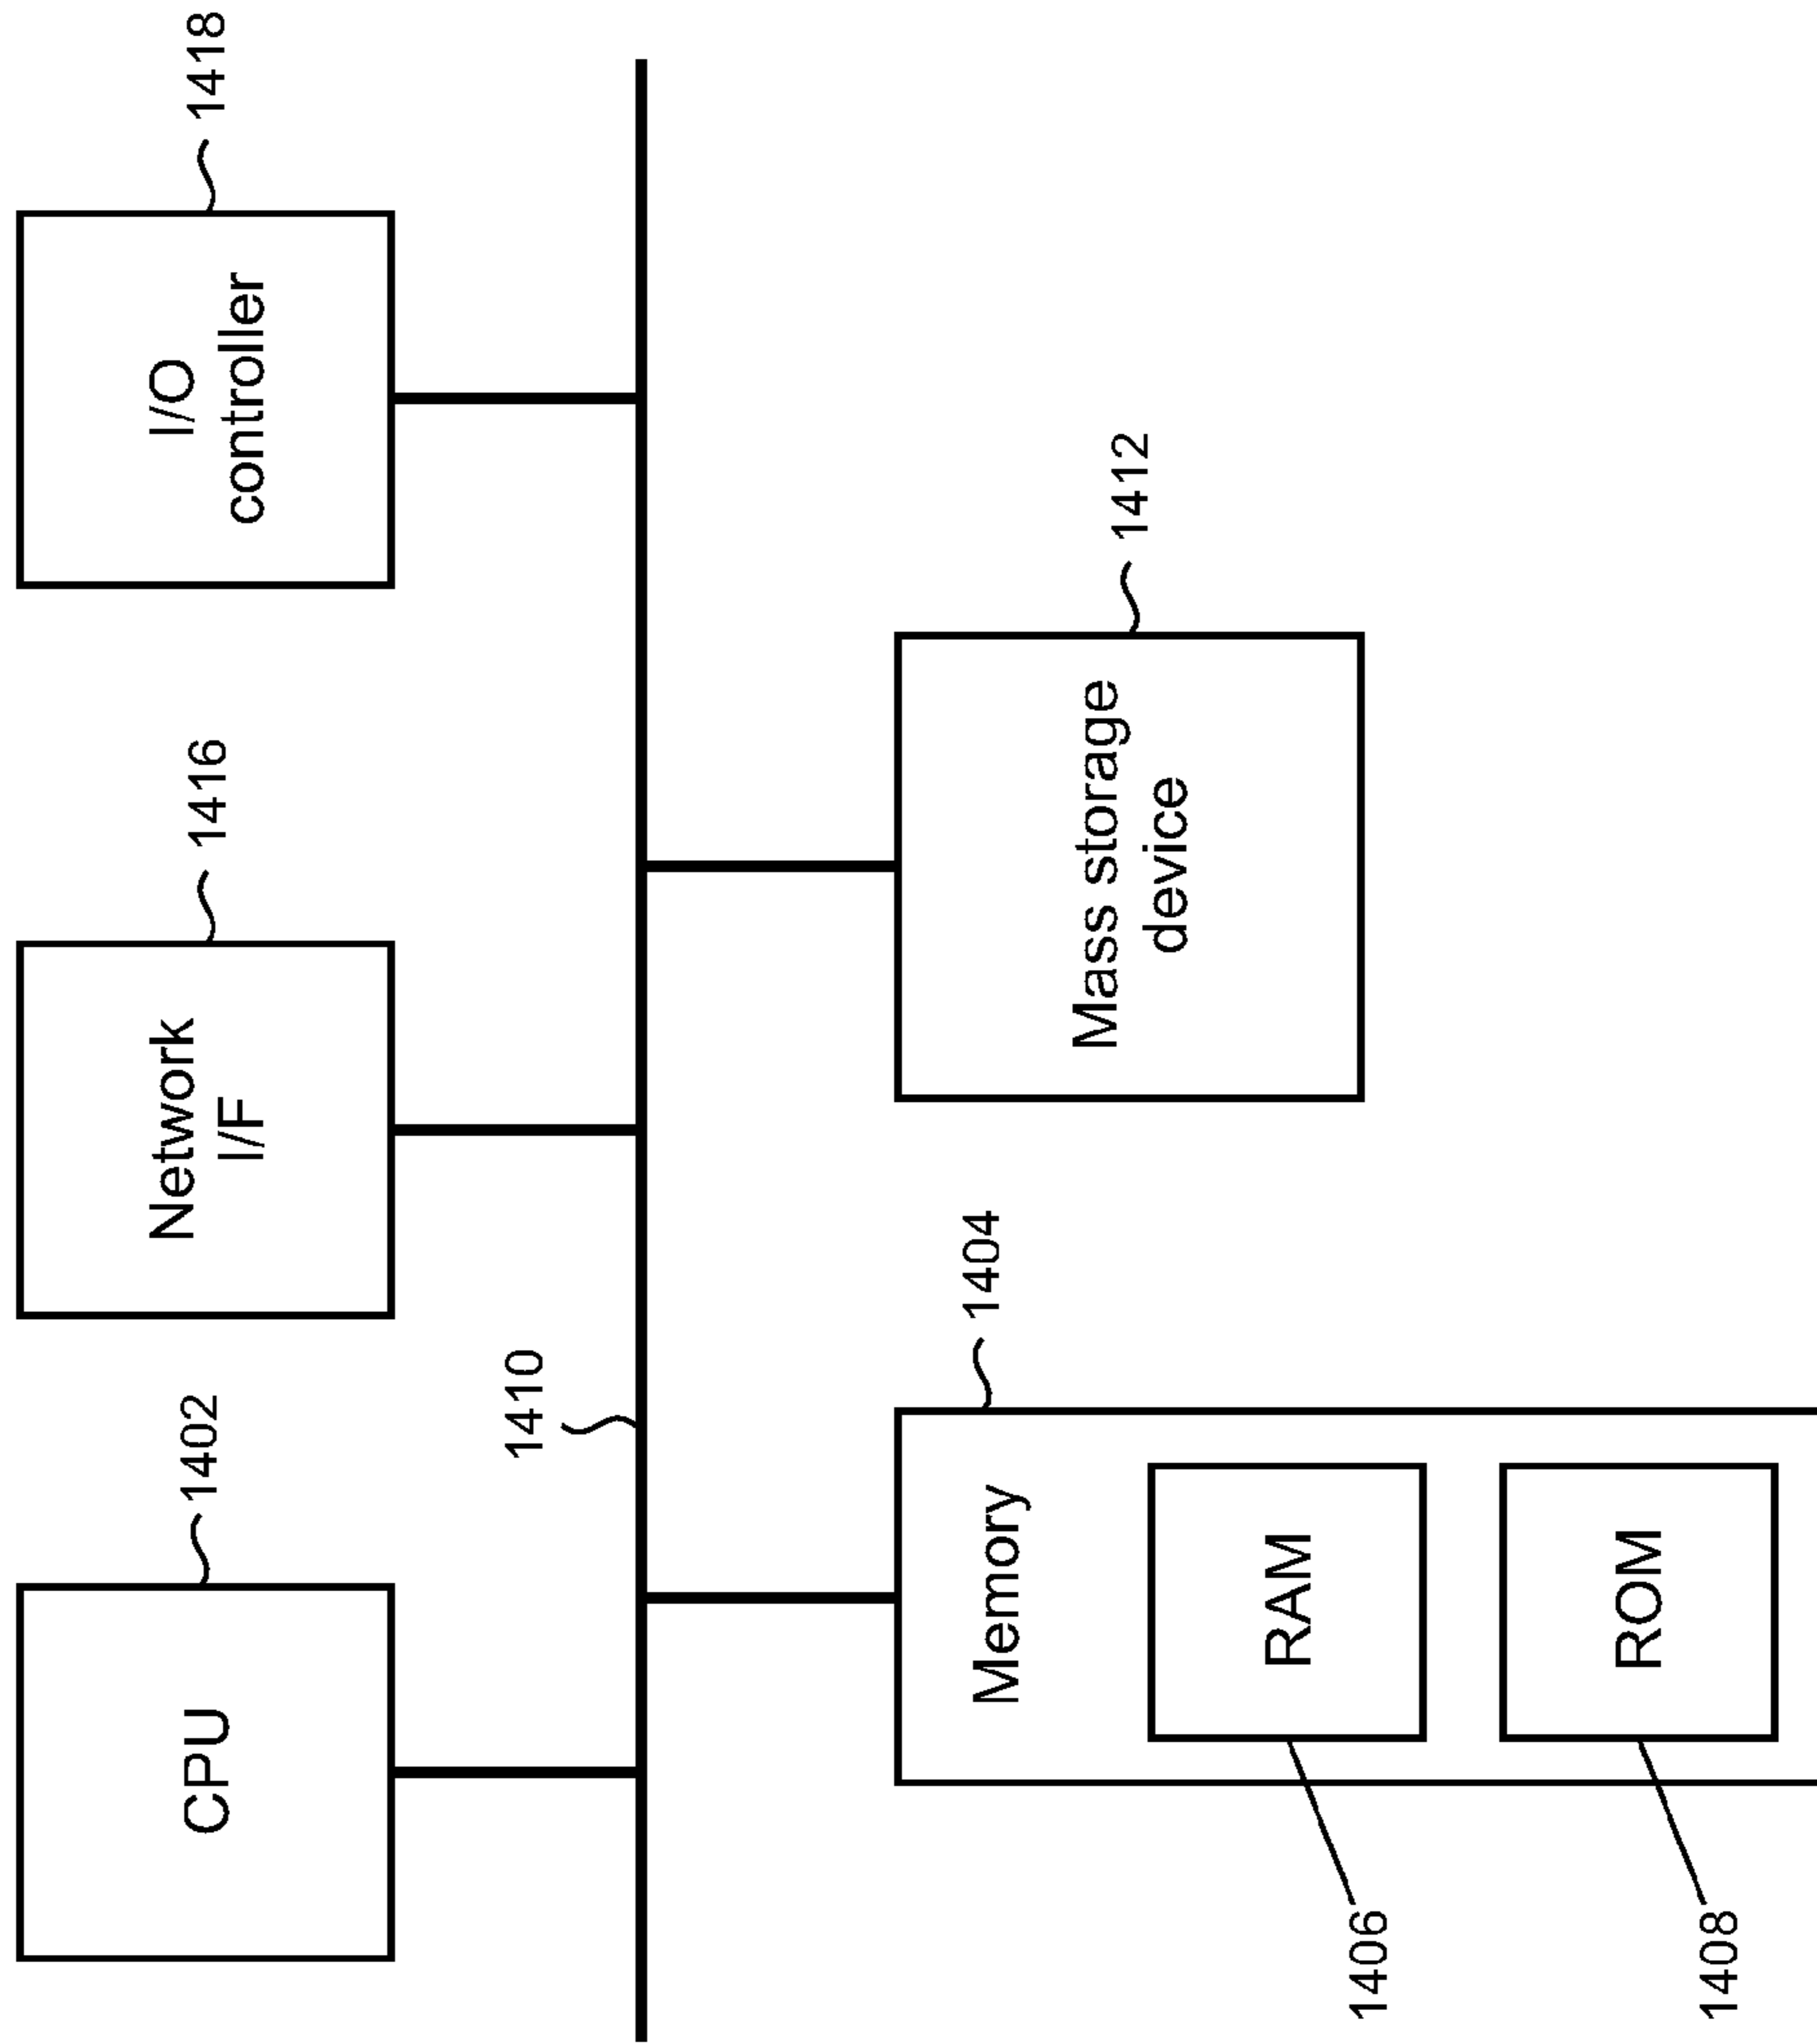 1402
CPU
1416
Network
I/F
1418
I/O
controller
1410
1404
Memory
RAM
1406
ROM
1408
1412
Mass storage
device